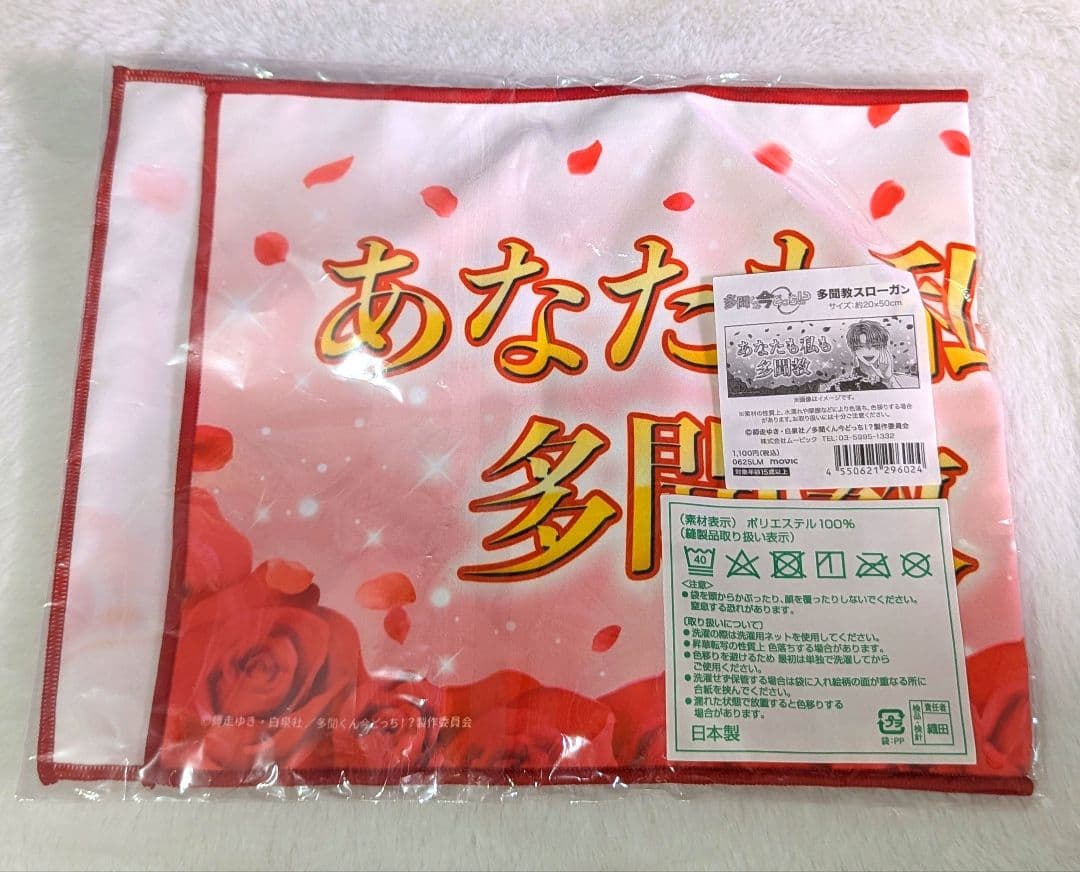 あなたも私
多聞教
©師走ゆき・白泉社／多聞くん今どっち!？製作委員会
多聞くん今どっち!？ 多聞教スローガン
サイズ:約20×50cm
あなたも私も
多聞教
※画像はイメージです。
※素材の性質上、水濡れや摩擦などにより色落ち、色移りする場合
がありますので、お取り扱いには十分ご注意ください。
©師走ゆき・白泉社／多聞くん今どっち!？製作委員会
株式会社ムービック TEL:03-5995-1332
1,100円(税込)
0625LM movic
対象年齢15歳以上
4 550621 296024
(素材表示) ポリエステル100%
(縫製品取り扱い表示)
40
<注意>
●袋を頭からかぶったり、顔を覆ったりしないでください。
窒息する恐れがあります。
[取り扱いについて]
●洗濯の際は洗濯用ネットを使用してください。
●昇華転写の性質上 色落ちする場合があります。
●色移りを避けるため 最初は単独で洗濯してから
ご使用ください。
●洗濯せず保管する場合は袋に入れ絵柄の面が重なる所に
台紙を挟んでください。
●濡れた状態で放置すると色移りする
場合があります。
日本製
プラ
袋:PP
検品・検針
責任者
織田